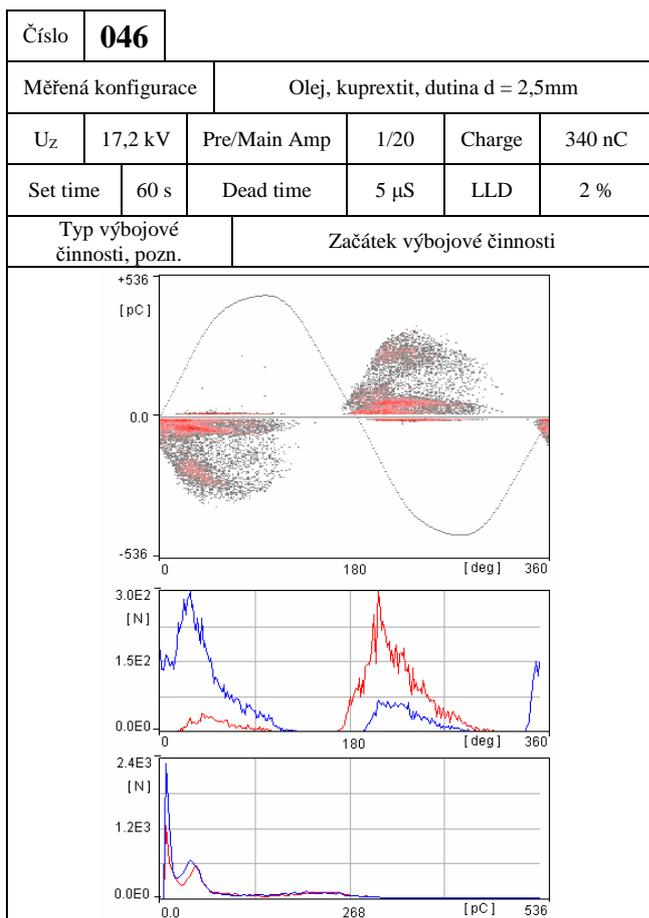 Číslo 046
Měřená konfigurace Olej, kuprextit, dutina d = 2,5mm
UZ 17,2 kV Pre/Main Amp 1/20 Charge 340 nC
Set time 60 s Dead time 5 µS LLD 2 %
Typ výbojové
činnosti, pozn.
Začátek výbojové činnosti
+536
[pC]
0.0
-536
0 180 [deg] 360
3.0E2
[N]
1.5E2
0.0E0
0 180 [deg] 360
2.4E3
[N]
1.2E3
0.0E0
0.0 268 [pC] 536